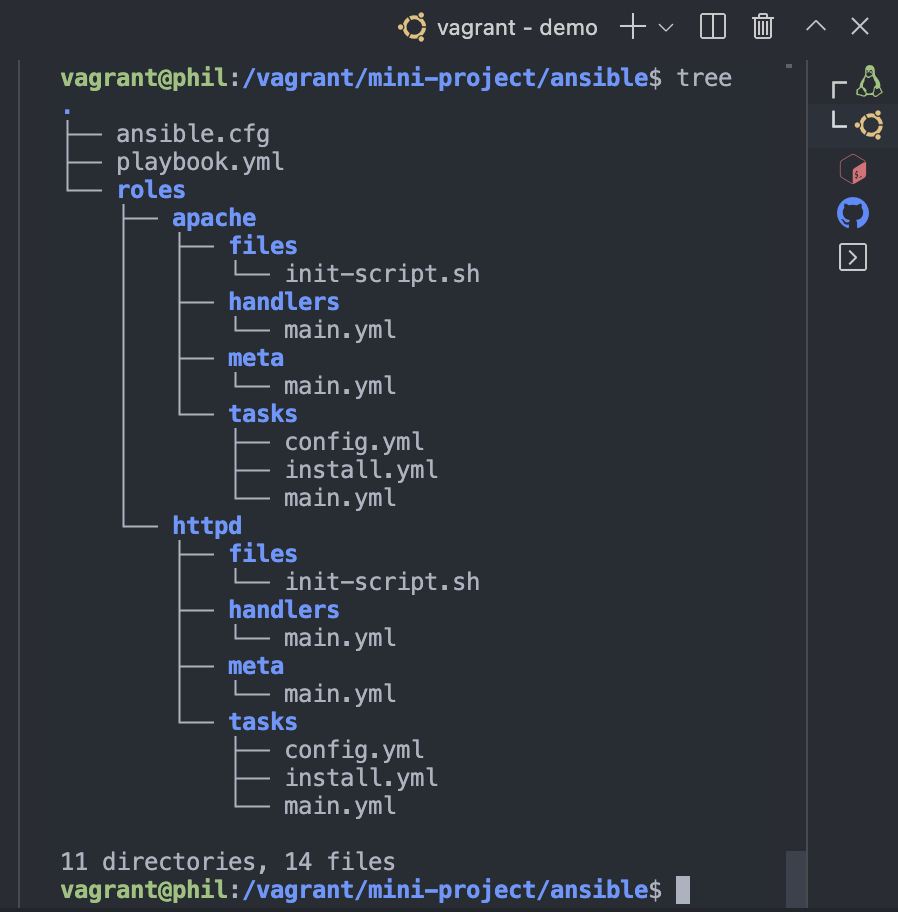 vagrant - demo
vagrant@phil:/vagrant/mini-project/ansible$ tree
.
├── ansible.cfg
├── playbook.yml
└── roles
    ├── apache
    │   ├── files
    │   │   └── init-script.sh
    │   ├── handlers
    │   │   └── main.yml
    │   ├── meta
    │   │   └── main.yml
    │   └── tasks
    │       ├── config.yml
    │       ├── install.yml
    │       └── main.yml
    └── httpd
        ├── files
        │   └── init-script.sh
        ├── handlers
        │   └── main.yml
        ├── meta
        │   └── main.yml
        └── tasks
            ├── config.yml
            ├── install.yml
            └── main.yml

11 directories, 14 files
vagrant@phil:/vagrant/mini-project/ansible$